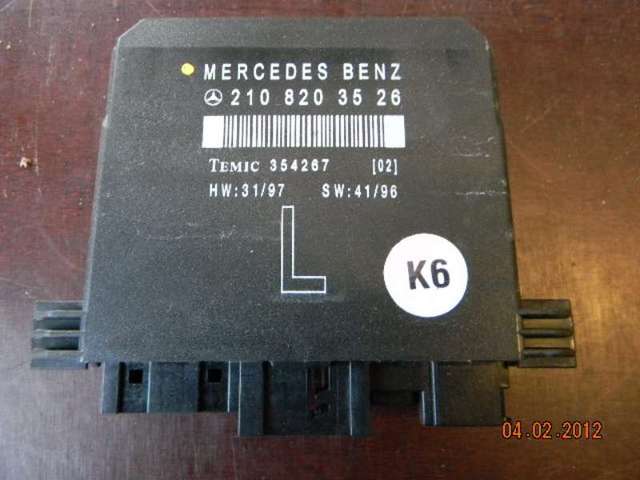 MERCEDES BENZ
210 820 35 26
TEMIC 354267 [02]
HW:31/97 SW:41/96
L
K6
04.02.2012